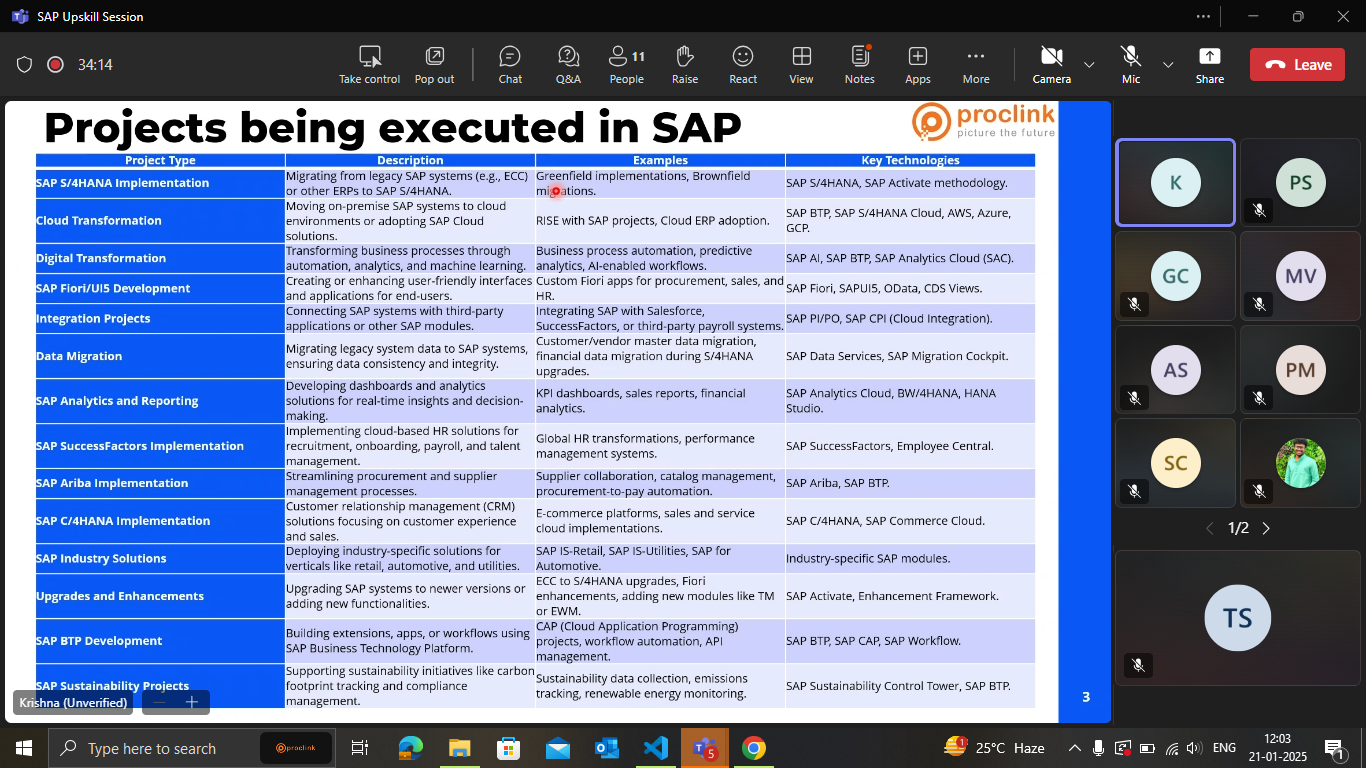 SAP Upskill Session
34:14
Take control
Pop out
Chat
Q&A
11
People
Raise
React
View
Notes
Apps
More
Camera
Mic
Share
Leave
Projects being executed in SAP
proclink
picture the future
Project Type
Description
Examples
Key Technologies
SAP S/4HANA Implementation
Migrating from legacy SAP systems (e.g., ECC)
or other ERPs to SAP S/4HANA.
Greenfield implementations, Brownfield
migrations.
SAP S/4HANA, SAP Activate methodology.
Cloud Transformation
Moving on-premise SAP systems to cloud
environments or adopting SAP Cloud
solutions.
RISE with SAP projects, Cloud ERP adoption.
SAP BTP, SAP S/4HANA Cloud, AWS, Azure,
GCP.
Digital Transformation
Transforming business processes through
automation, analytics, and machine learning.
Business process automation, predictive
analytics, AI-enabled workflows.
SAP AI, SAP BTP, SAP Analytics Cloud (SAC).
SAP Fiori/UI5 Development
Creating or enhancing user-friendly interfaces
and applications for end-users.
Custom Fiori apps for procurement, sales, and
HR.
SAP Fiori, SAPUI5, OData, CDS Views.
Integration Projects
Connecting SAP systems with third-party
applications or other SAP modules.
Integrating SAP with Salesforce,
SuccessFactors, or third-party payroll systems.
SAP PI/PO, SAP CPI (Cloud Integration).
Data Migration
Migrating legacy system data to SAP systems,
ensuring data consistency and integrity.
Customer/vendor master data migration,
financial data migration during S/4HANA
upgrades.
SAP Data Services, SAP Migration Cockpit.
SAP Analytics and Reporting
Developing dashboards and analytics
solutions for real-time insights and decision-
making.
KPI dashboards, sales reports, financial
analytics.
SAP Analytics Cloud, BW/4HANA, HANA
Studio.
SAP SuccessFactors Implementation
Implementing cloud-based HR solutions for
recruitment, onboarding, payroll, and talent
management.
Global HR transformations, performance
management systems.
SAP SuccessFactors, Employee Central.
SAP Ariba Implementation
Streamlining procurement and supplier
management processes.
Supplier collaboration, catalog management,
procurement-to-pay automation.
SAP Ariba, SAP BTP.
SAP C/4HANA Implementation
Customer relationship management (CRM)
solutions focusing on customer experience
and sales.
E-commerce platforms, sales and service
cloud implementations.
SAP C/4HANA, SAP Commerce Cloud.
SAP Industry Solutions
Deploying industry-specific solutions for
verticals like retail, automotive, and utilities.
SAP IS-Retail, SAP IS-Utilities, SAP for
Automotive.
Industry-specific SAP modules.
Upgrades and Enhancements
Upgrading SAP systems to newer versions or
adding new functionalities.
ECC to S/4HANA upgrades, Fiori
enhancements, adding new modules like TM
or EWM.
SAP Activate, Enhancement Framework.
SAP BTP Development
Building extensions, apps, or workflows using
SAP Business Technology Platform.
CAP (Cloud Application Programming)
projects, workflow automation, API
management.
SAP BTP, SAP CAP, SAP Workflow.
SAP Sustainability Projects
Supporting sustainability initiatives like carbon
footprint tracking and compliance
management.
Sustainability data collection, emissions
tracking, renewable energy monitoring.
SAP Sustainability Control Tower, SAP BTP.
3
Krishna (Unverified)
K
PS
GC
MV
AS
PM
SC
1/2
TS
Type here to search
proclink
5
1
25°C Haze
ENG
12:03
21-01-2025
1